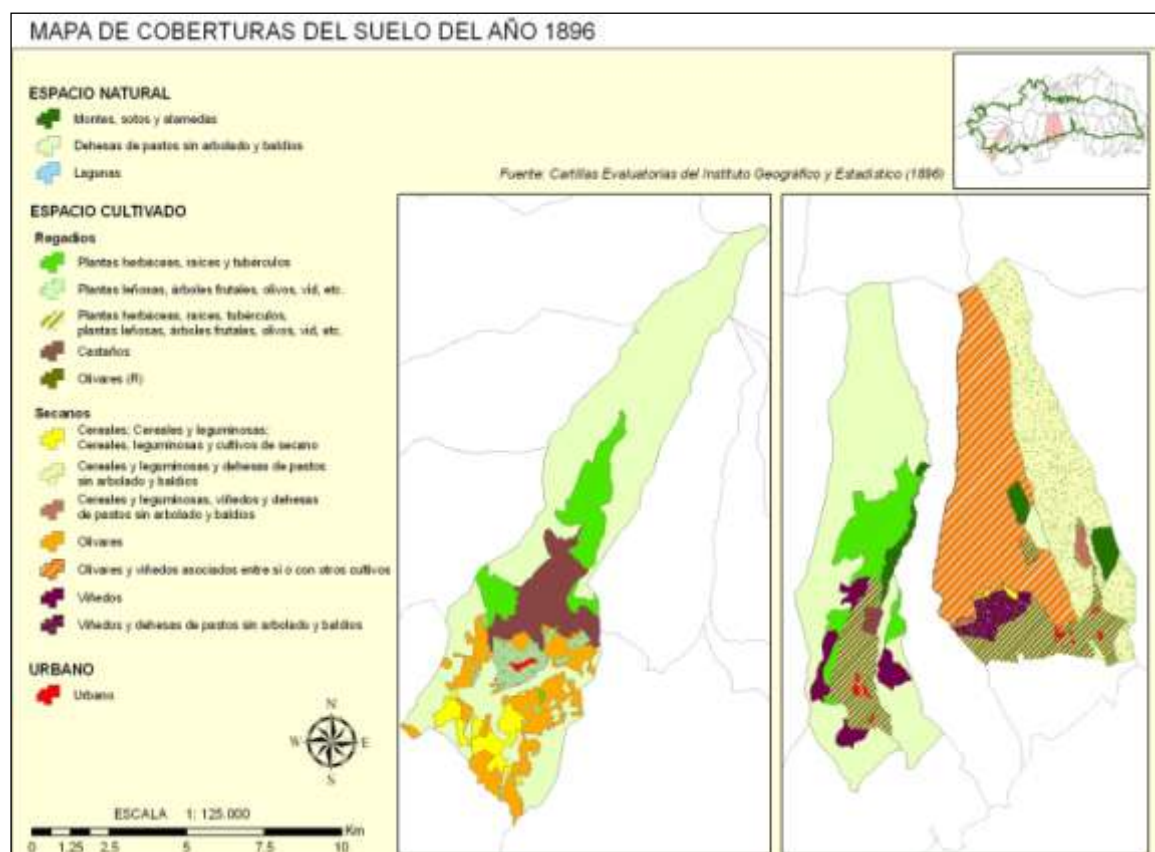 MAPA DE COBERTURAS DEL SUELO DEL AÑO 1896
ESPACIO NATURAL
Montes, sotos y alamedas
Dehesas de pastos sin arbolado y baldíos
Lagunas
Fuente: Cartillas Evaluatorias del Instituto Geográfico y Estadístico (1896)
ESPACIO CULTIVADO
Regadíos
Plantas herbáceas, raíces y tubérculos
Plantas leñosas, árboles frutales, olivos, vid, etc.
Plantas herbáceas, raíces, tubérculos,
plantas leñosas, árboles frutales, olivos, vid, etc.
Castaños
Olivares (R)
Secanos
Cereales; Cereales y leguminosas;
Cereales, leguminosas y cultivos de secano
Cereales y leguminosas y dehesas de pastos
sin arbolado y baldíos
Cereales y leguminosas, viñedos y dehesas
de pastos sin arbolado y baldíos
Olivares
Olivares y viñedos asociados entre sí o con otros cultivos
Viñedos
Viñedos y dehesas de pastos sin arbolado y baldíos
URBANO
Urbano
N
W
E
S
ESCALA 1: 125.000
Km
0 1,25 2,5 5 7,5 10